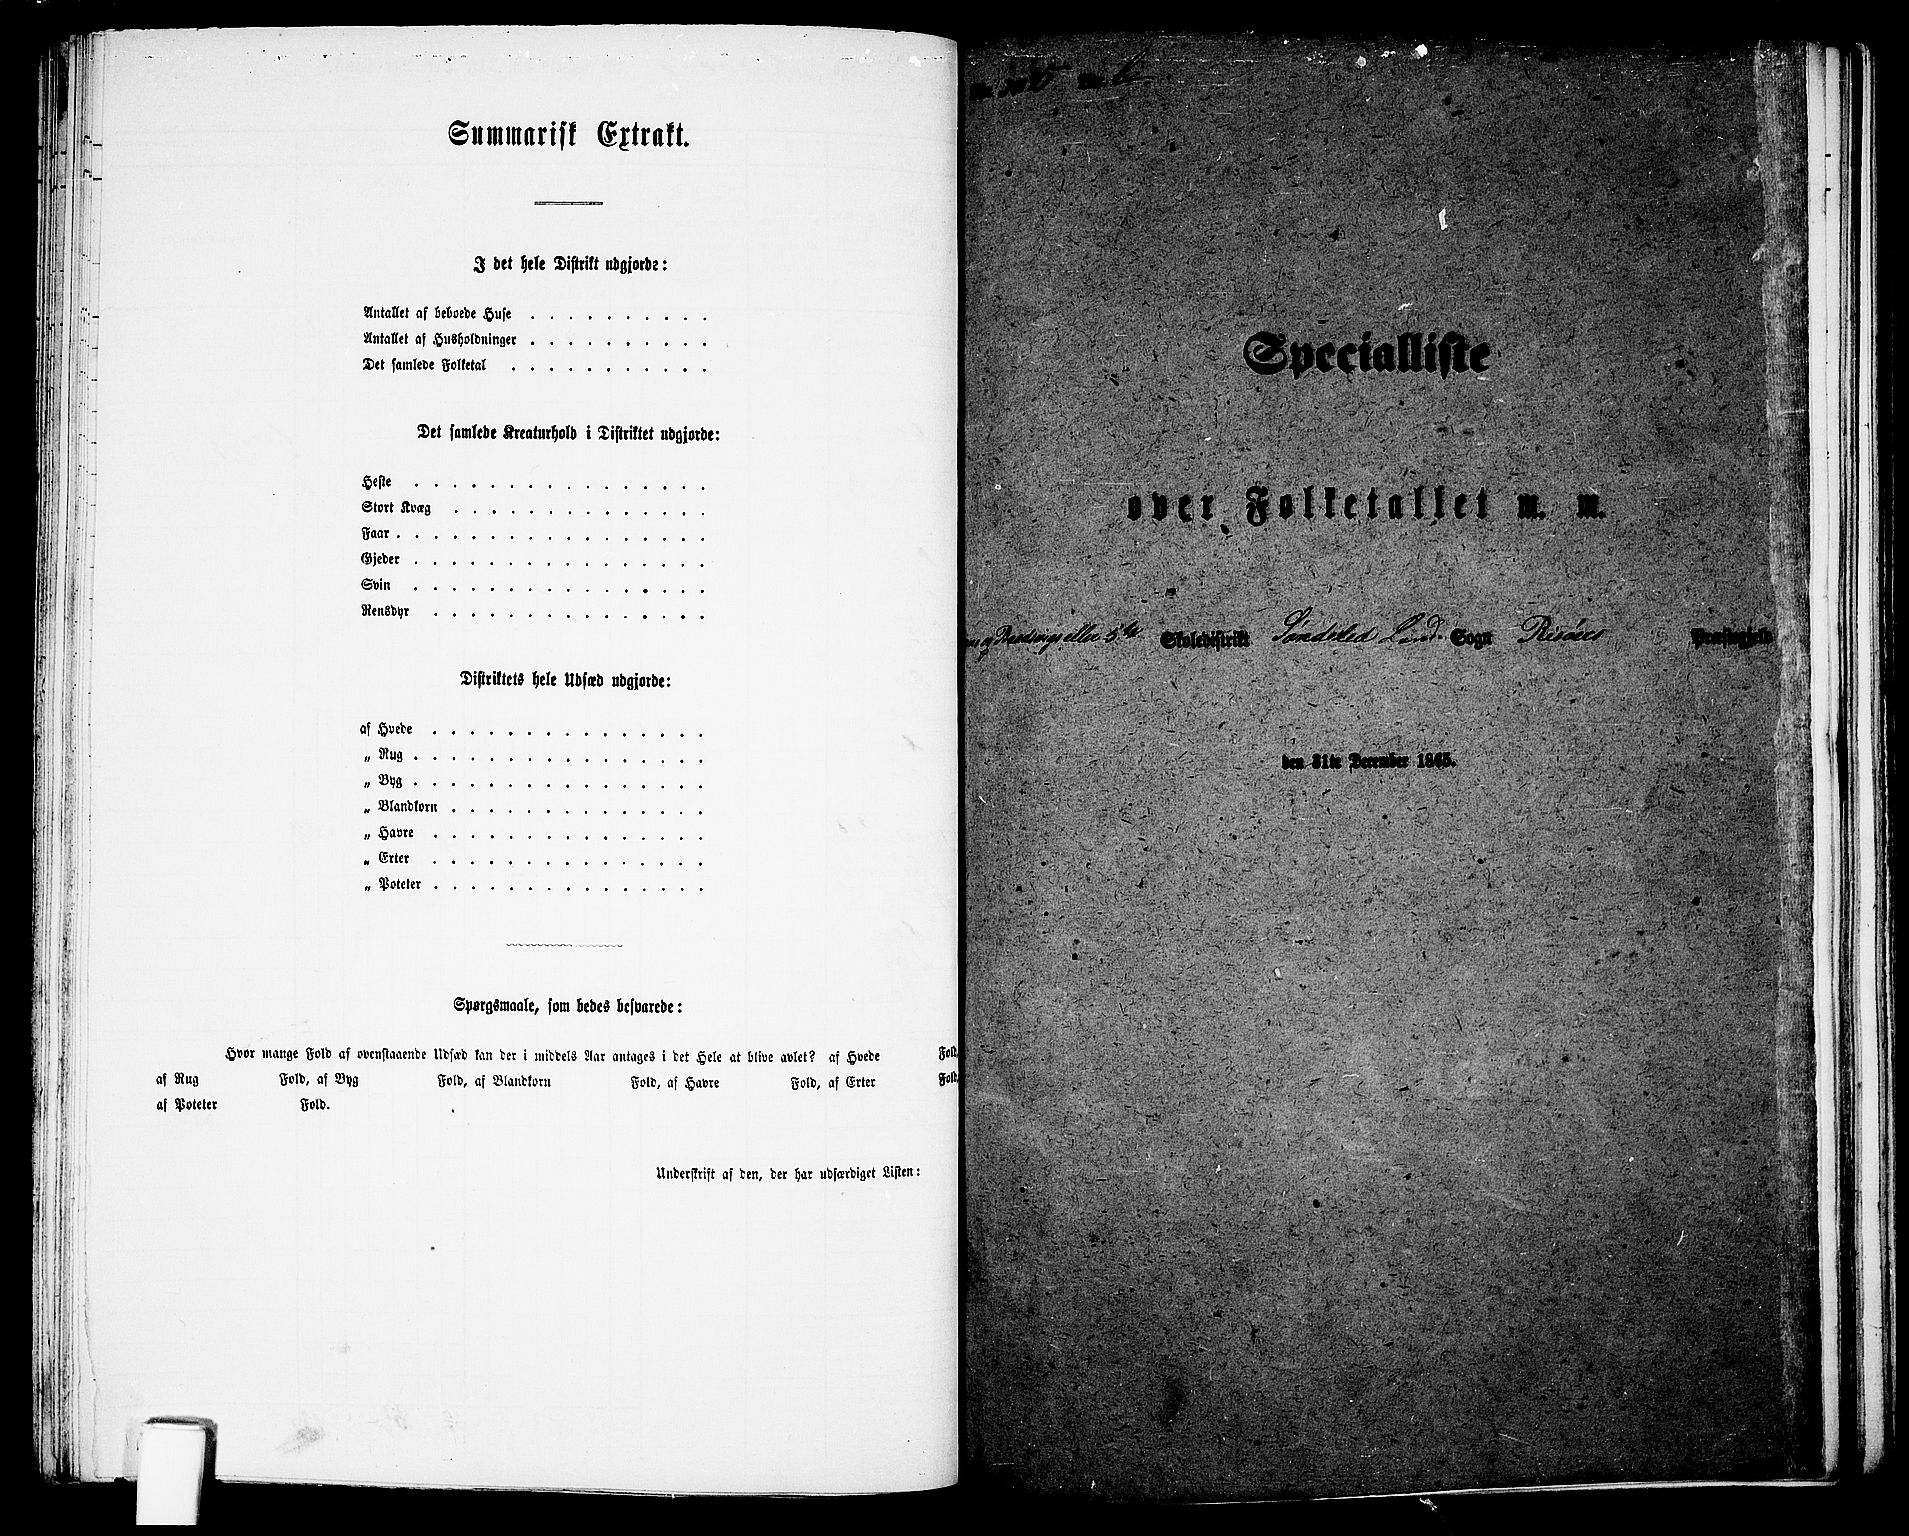 Summarisk Extrakt.
I det hele Distrikt udgjorde:
Antallet af beboede Huse . . . . . . . . . .
Antallet af Husholdninger . . . . . . . . . .
Det samlede Folketal . . . . . . . . . . .
Det samlede Kreaturhold i Distriktet udgjorde:
Heste . . . . . . . . . . . . . . . .
Stort Kvæg . . . . . . . . . . . . . .
Faar . . . . . . . . . . . . . . . . .
Gjeder . . . . . . . . . . . . . . . .
Svin . . . . . . . . . . . . . . . .
Rensdyr . . . . . . . . . . . . . . .
Distriktets hele Udsæd udgjorde:
af Hvede . . . . . . . . . . . . . . .
„ Rug . . . . . . . . . . . . . . . .
„ Byg . . . . . . . . . . . . . . . .
„ Blandkorn . . . . . . . . . . . . . .
„ Havre . . . . . . . . . . . . . . .
„ Erter . . . . . . . . . . . . . . .
„ Poteter . . . . . . . . . . . . . . .
Spørgsmaale, som bedes besvarede:
Hvor mange Fold af ovenstaaende Udsæd kan der i middels Aar antages i det Hele at blive avlet? af Hvede Fold,
af Rug Fold, af Byg Fold, af Blandkorn Fold, af Havre Fold, af Erter Fold,
af Poteter Fold.
Underskrift af den, der har udfærdiget Listen:
Specialliste
over Folketallet m. m.
eller 5te Skoledistrikt Söndeled Land Sogn Risöers Præstegjeld
den 31te December 1865.